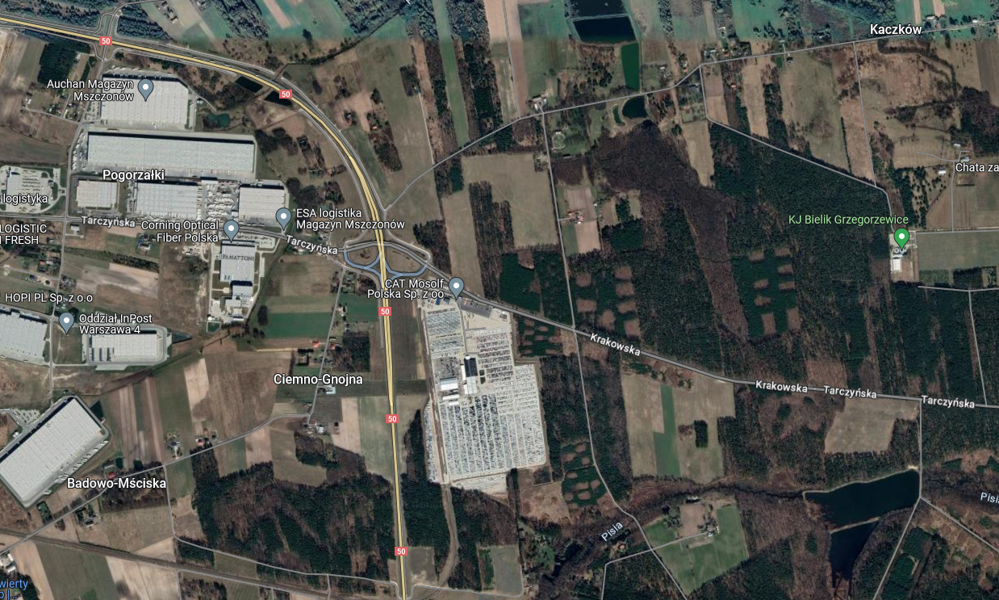 Kaczków
50
50
Auchan Magazyn
Mszczonów
Pogorzałki
logistyka
Tarczyńska
LOGISTIC
FRESH
Corning Optical
Fiber Polska
ESA logistika
Magazyn Mszczonów
Tarczyńska
PANATTONI
Chata za
KJ Bielik Grzegorzewice
CAT Mosolf
Polska Sp. z oo
50
HOPI PL Sp. z o.o
Oddział InPost
Warszawa 4
Krakowska
Ciemno-Gnojna
Krakowska
Tarczyńska
Tarczyńska
50
Badowo-Mściska
Pisia
Pisia
50
wierty